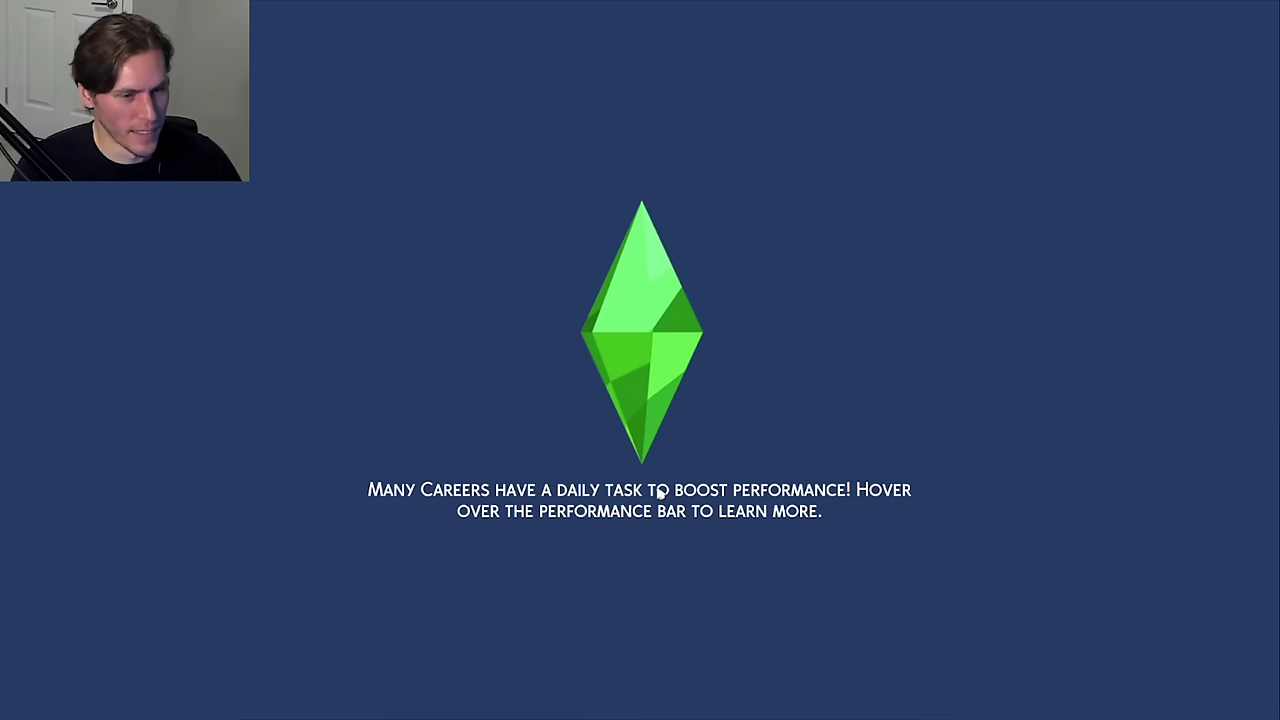 Many Careers have a daily task to boost performance! Hover
over the performance bar to learn more.